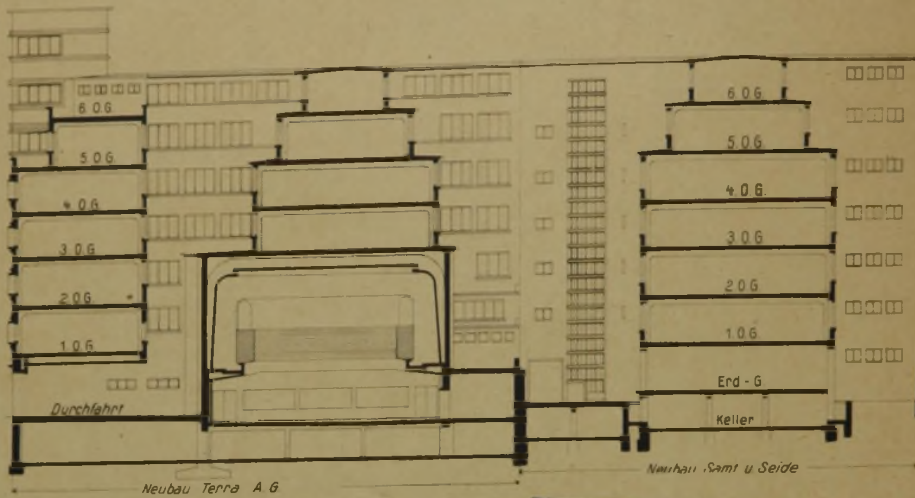 6.O.G.
5.O.G.
4.O.G.
3.O.G.
2.O.G.
1.O.G.
Durchfahrt
Neubau Terra A.G.
6.O.G.
5.O.G.
4.O.G.
3.O.G.
2.O.G.
1.O.G.
Erd-G
Keller
Neubau Samt u Seide